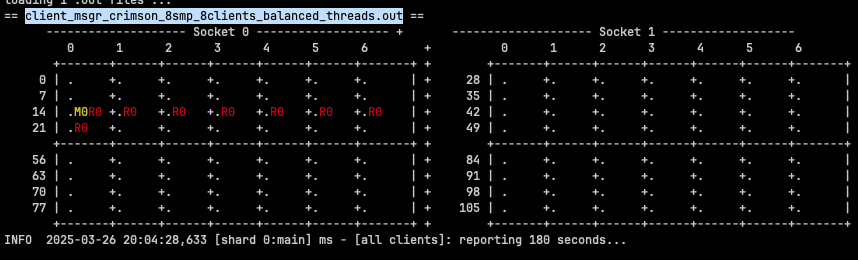 loading 1 .out files ...
== client_msgr_crimson_8smp_8clients_balanced_threads.out ==
------------------- Socket 0 ------------------- + ------------------- Socket 1 -------------------
0 1 2 3 4 5 6 + 0 1 2 3 4 5 6
+------+------+------+------+------+------+------+ + +------+------+------+------+------+------+------+
0 | . +. +. +. +. +. +. | + 28 | . +. +. +. +. +. +. |
7 | . +. +. +. +. +. +. | + 35 | . +. +. +. +. +. +. |
14 | .M0R0 +.R0 +.R0 +.R0 +.R0 +.R0 +.R0 | + 42 | . +. +. +. +. +. +. |
21 | .R0 +. +. +. +. +. +. | + 49 | . +. +. +. +. +. +. |
+------+------+------+------+------+------+------+ + +------+------+------+------+------+------+------+
56 | . +. +. +. +. +. +. | + 84 | . +. +. +. +. +. +. |
63 | . +. +. +. +. +. +. | + 91 | . +. +. +. +. +. +. |
70 | . +. +. +. +. +. +. | + 98 | . +. +. +. +. +. +. |
77 | . +. +. +. +. +. +. | + 105 | . +. +. +. +. +. +. |
+------+------+------+------+------+------+------+ +------+------+------+------+------+------+------+
INFO 2025-03-26 20:04:28,633 [shard 0:main] ms - [all clients]: reporting 180 seconds...